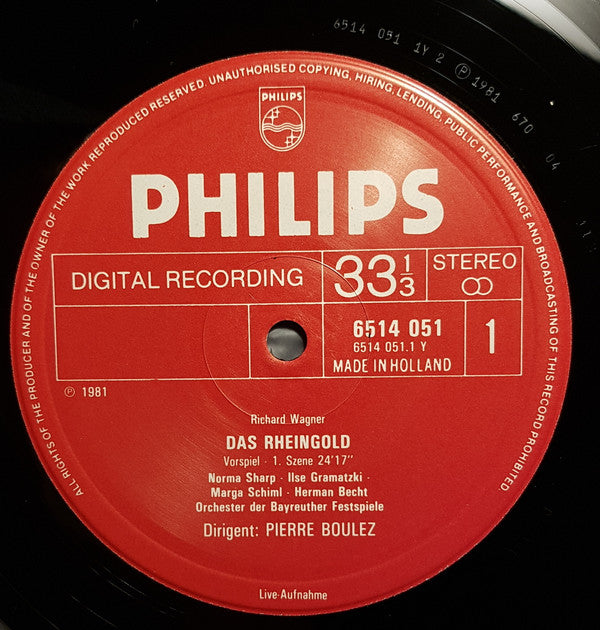 6514 051 1Y 2 Ⓟ1981 670 04
ALL RIGHTS OF THE PRODUCER AND OF THE OWNER OF THE WORK REPRODUCED RESERVED. UNAUTHORISED COPYING, HIRING, LENDING, PUBLIC PERFORMANCE AND BROADCASTING OF THIS RECORD PROHIBITED.
PHILIPS
PHILIPS
DIGITAL RECORDING
33 1/3
STEREO
6514 051
6514 051.1 Y
MADE IN HOLLAND
1
Ⓟ 1981
Richard Wagner
DAS RHEINGOLD
Vorspiel · 1. Szene 24'17"
Norma Sharp · Ilse Gramatzki ·
Marga Schiml · Herman Becht
Orchester der Bayreuther Festspiele
Dirigent: PIERRE BOULEZ
Live-Aufnahme